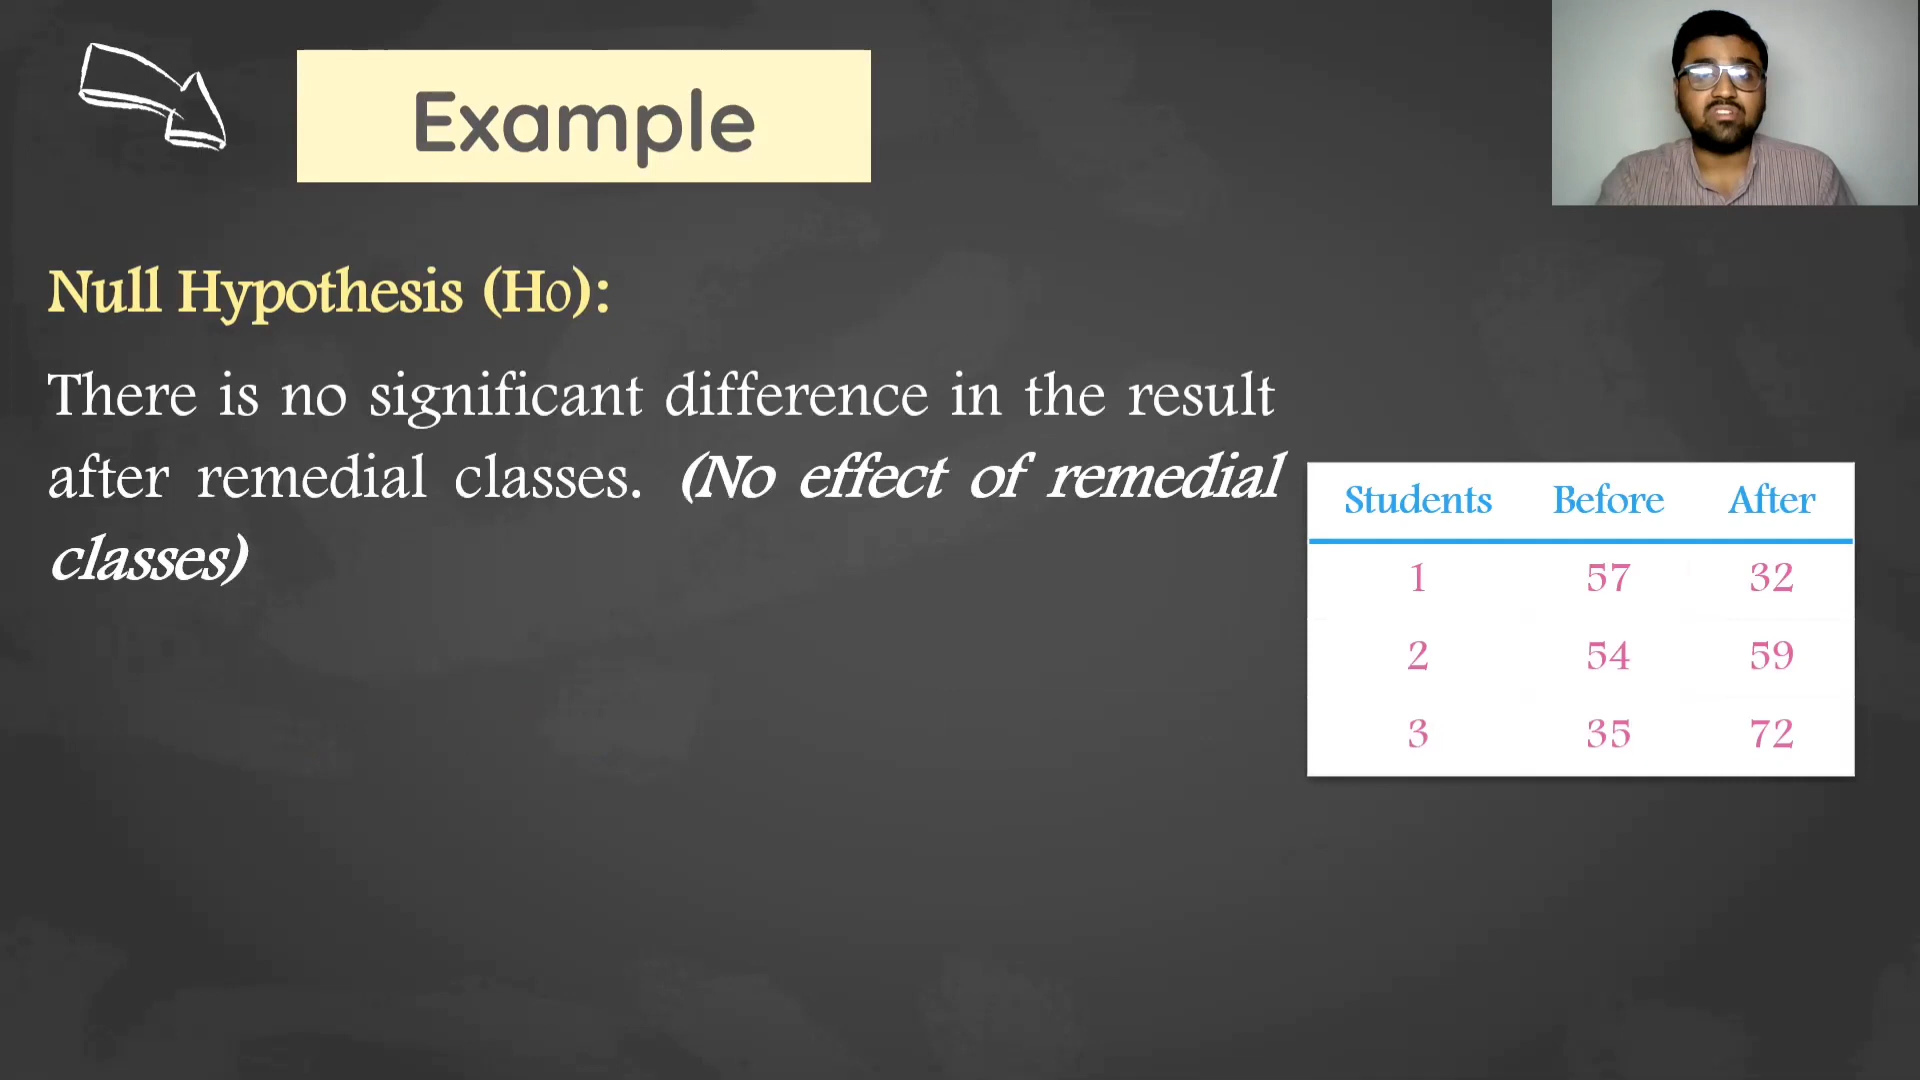 Example
Null Hypothesis (H0):
There is no significant difference in the result
after remedial classes. (No effect of remedial
classes)
Students Before After
1 57 32
2 54 59
3 35 72